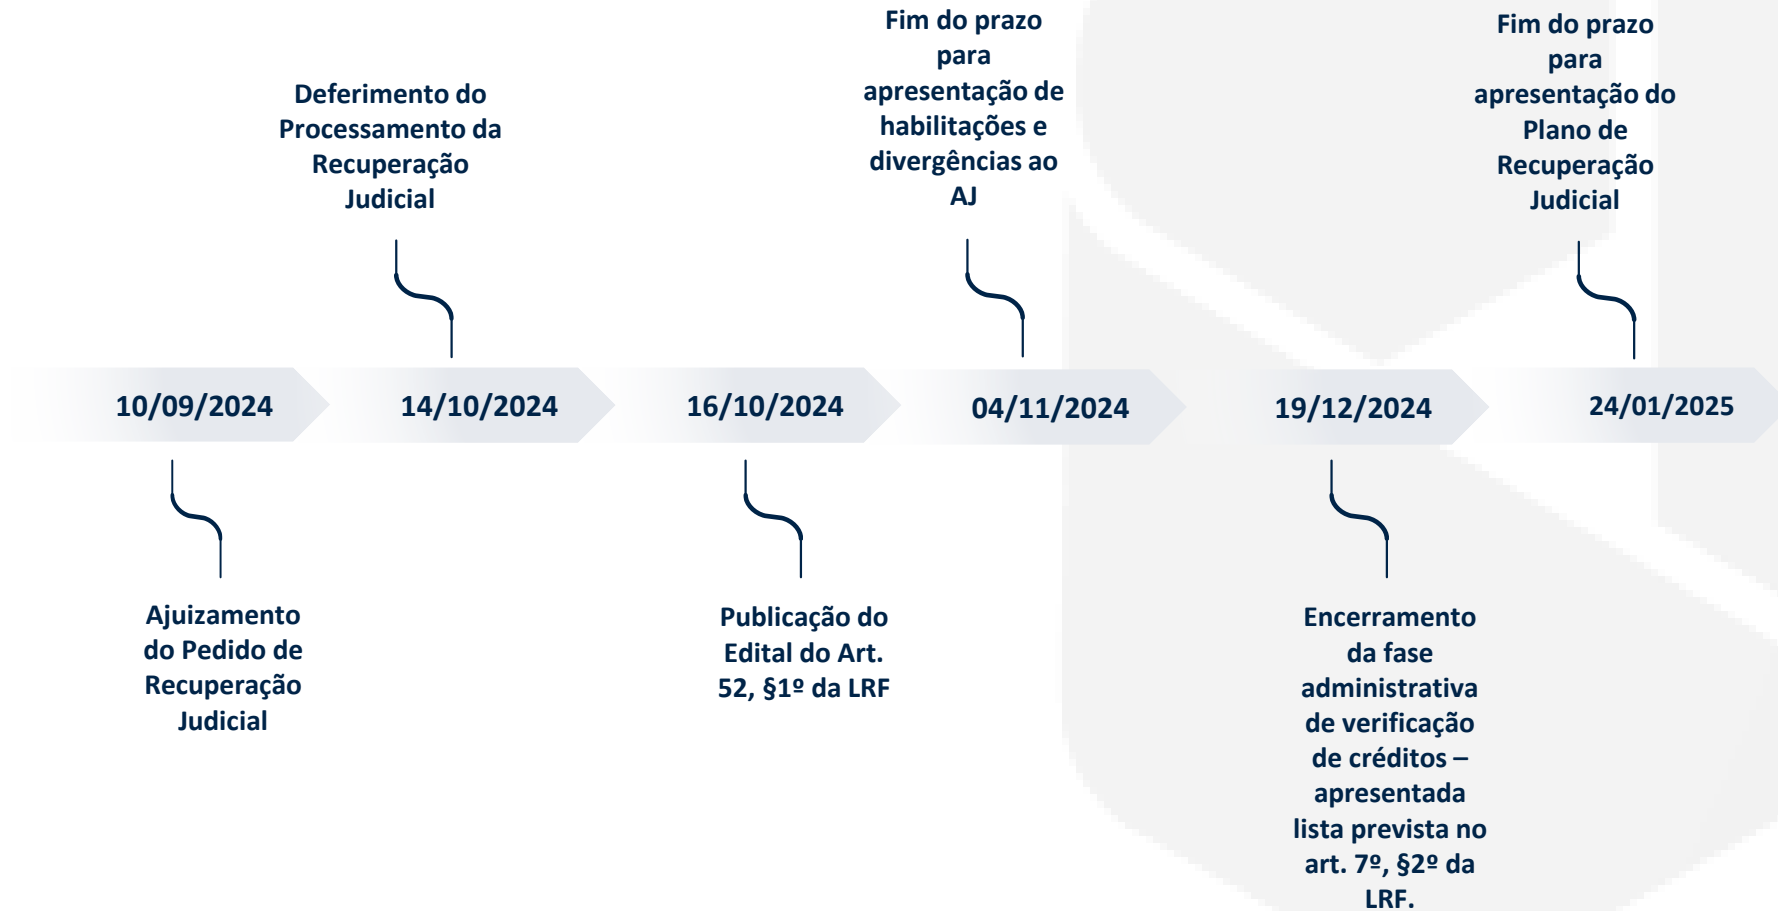 Fim do prazo
para
apresentação de
habilitações e
divergências ao
AJ
Fim do prazo
para
apresentação do
Plano de
Recuperação
Judicial
Deferimento do
Processamento da
Recuperação
Judicial
10/09/2024
14/10/2024
16/10/2024
04/11/2024
19/12/2024
24/01/2025
Ajuizamento
do Pedido de
Recuperação
Judicial
Publicação do
Edital do Art.
52, §1º da LRF
Encerramento
da fase
administrativa
de verificação
de créditos –
apresentada
lista prevista no
art. 7º, §2º da
LRF.